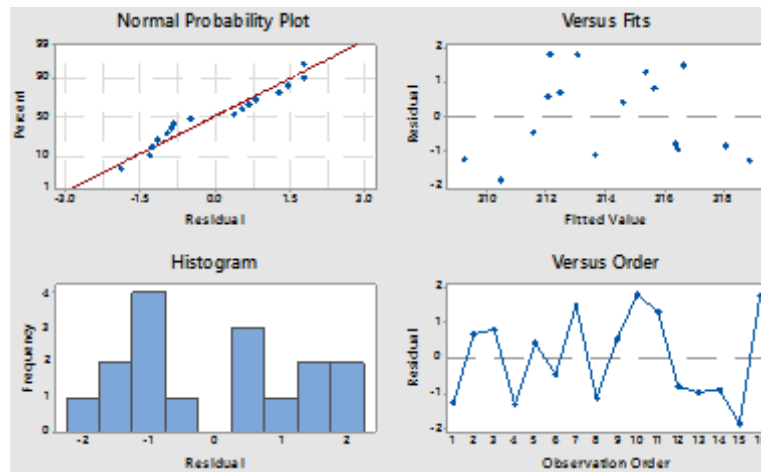 Normal Probability Plot
99
90
50
10
1
Percent
-3.0 -1.5 0.0 1.5 3.0
Residual
Versus Fits
2
1
0
-1
-2
Residual
210 212 214 216 218
Fitted Value
Histogram
4
3
2
1
0
Frequency
-2 -1 0 1 2
Residual
Versus Order
2
1
0
-1
-2
Residual
1 2 3 4 5 6 7 8 9 10 11 12 13 14 15
Observation Order